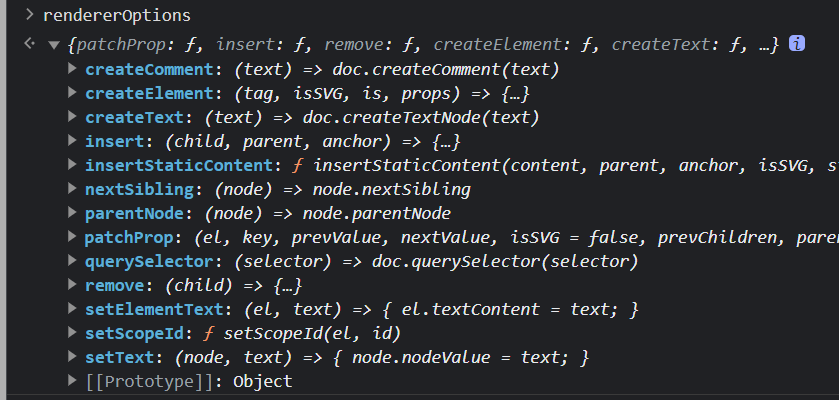 > rendererOptions
{patchProp: ƒ, insert: ƒ, remove: ƒ, createElement: ƒ, createText: ƒ, …} i
createComment: (text) => doc.createComment(text)
createElement: (tag, isSVG, is, props) => {…}
createText: (text) => doc.createTextNode(text)
insert: (child, parent, anchor) => {…}
insertStaticContent: ƒ insertStaticContent(content, parent, anchor, isSVG, s
nextSibling: (node) => node.nextSibling
parentNode: (node) => node.parentNode
patchProp: (el, key, prevValue, nextValue, isSVG = false, prevChildren, pare
querySelector: (selector) => doc.querySelector(selector)
remove: (child) => {…}
setElementText: (el, text) => { el.textContent = text; }
setScopeId: ƒ setScopeId(el, id)
setText: (node, text) => { node.nodeValue = text; }
[[Prototype]]: Object